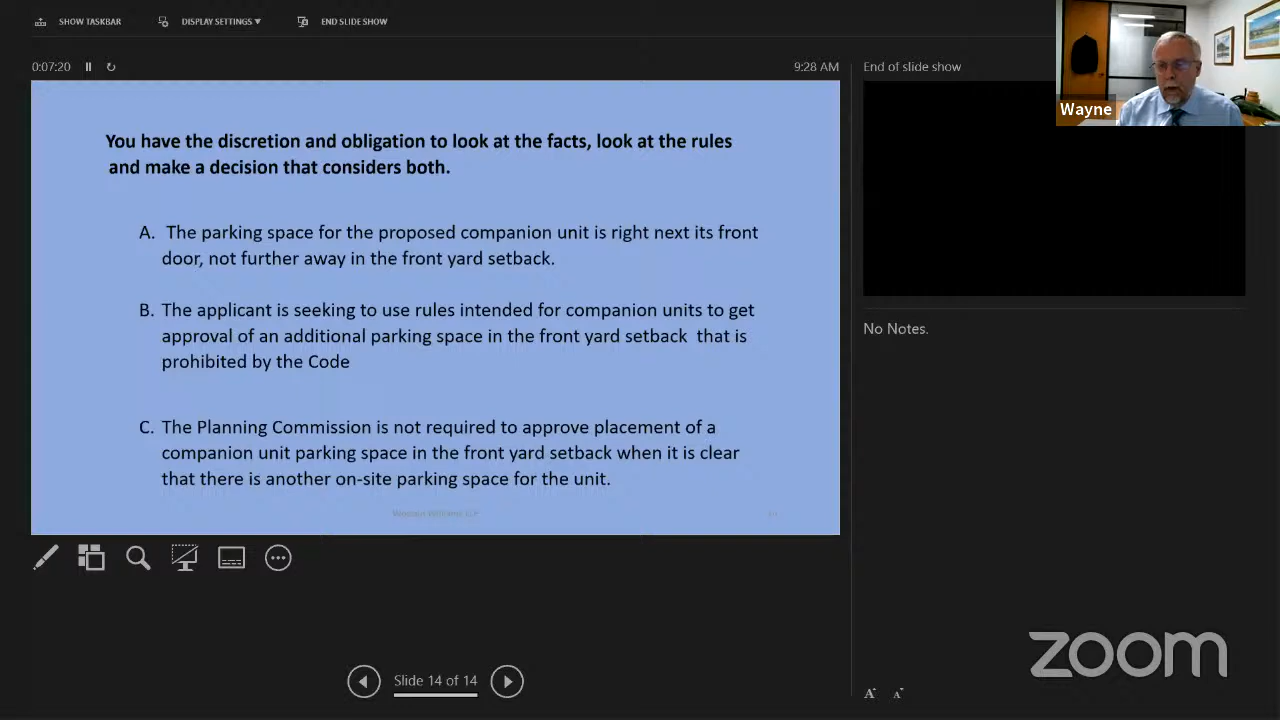 SHOW TASKBAR
DISPLAY SETTINGS ▼
END SLIDE SHOW
0:07:20
9:28 AM
End of slide show
Wayne
You have the discretion and obligation to look at the facts, look at the rules
and make a decision that considers both.
A. The parking space for the proposed companion unit is right next its front
door, not further away in the front yard setback.
B. The applicant is seeking to use rules intended for companion units to get
approval of an additional parking space in the front yard setback that is
prohibited by the Code
C. The Planning Commission is not required to approve placement of a
companion unit parking space in the front yard setback when it is clear
that there is another on-site parking space for the unit.
No Notes.
Slide 14 of 14
zoom
A
A